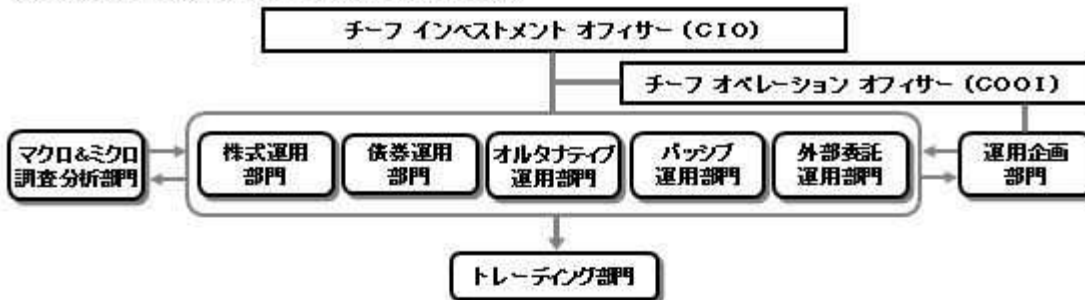 チーフ インベストメント オフィサー (CIO)
チーフ オペレーション オフィサー (COOI)
マクロ&ミクロ
調査分析部門
株式運用
部門
債券運用
部門
オルタナティブ
運用部門
パッシブ
運用部門
外部委託
運用部門
運用企画
部門
トレーディング部門